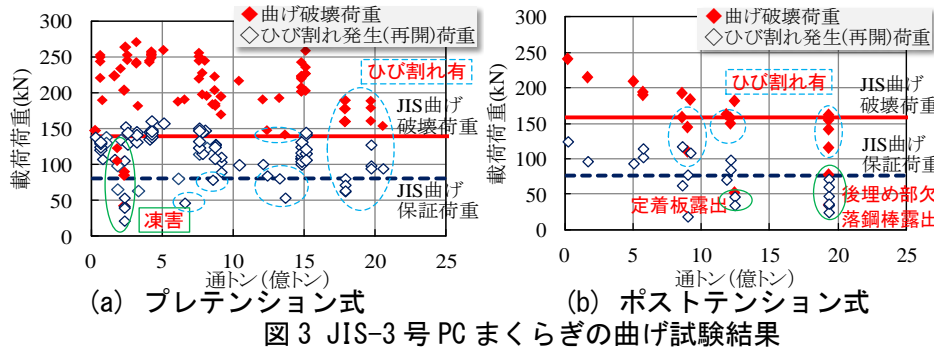 ◆曲げ破壊荷重
◇ひび割れ発生(再開)荷重
載荷荷重(kN)
300
250
200
150
100
50
0
ひび割れ有
JIS曲げ
破壊荷重
JIS曲げ
保証荷重
凍害
0 5 10 15 20 25
通トン(億トン)
(a) プレテンション式
◆曲げ破壊荷重
◇ひび割れ発生(再開)荷重
載荷荷重(kN)
300
250
200
150
100
50
0
ひび割れ有
JIS曲げ
破壊荷重
JIS曲げ
保証荷重
定着板露出
後埋め部欠
落鋼棒露出
0 5 10 15 20 25
通トン(億トン)
(b) ポストテンション式
図3 JIS-3号PCまくらぎの曲げ試験結果